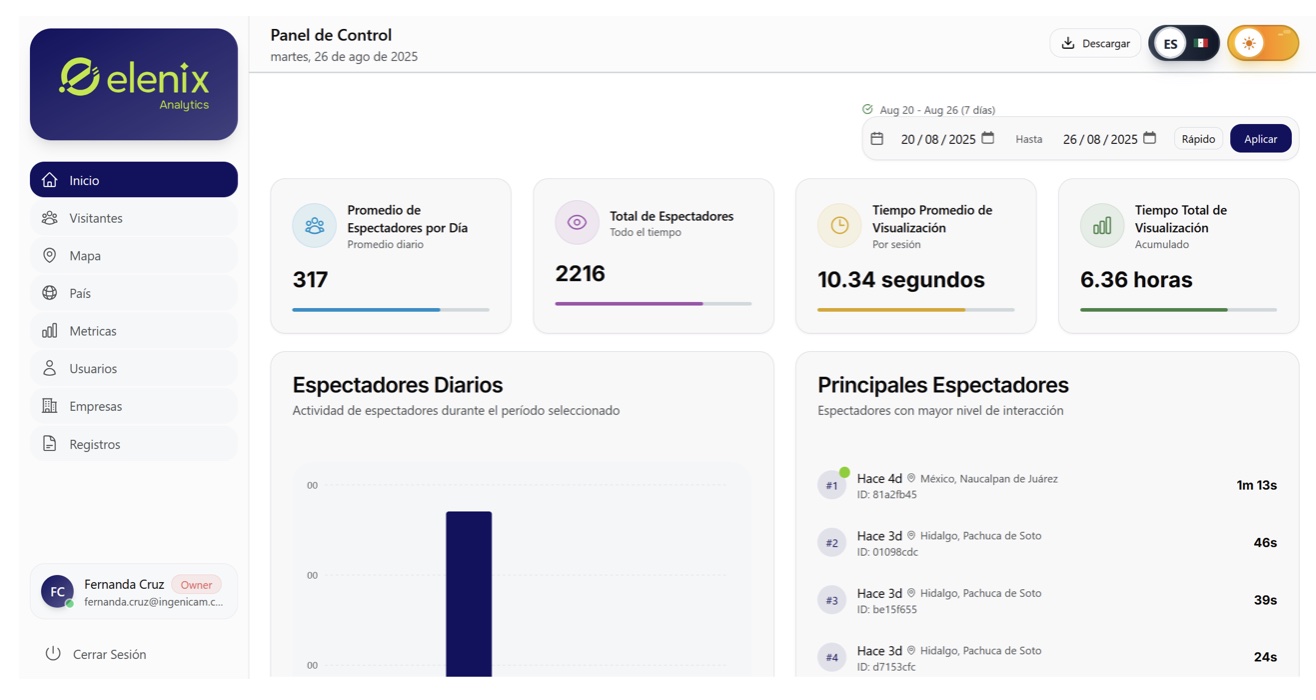 elenix
Analytics
Inicio
Visitantes
Mapa
País
Metricas
Usuarios
Empresas
Registros
FC
Fernanda Cruz
Owner
fernanda.cruz@ingenicam.c...
Cerrar Sesión
Panel de Control
martes, 26 de ago de 2025
Descargar
ES
Aug 20 - Aug 26 (7 días)
20/08/2025
Hasta
26/08/2025
Rápido
Aplicar
Promedio de
Espectadores por Día
Promedio diario
317
Total de Espectadores
Todo el tiempo
2216
Tiempo Promedio de
Visualización
Por sesión
10.34 segundos
Tiempo Total de
Visualización
Acumulado
6.36 horas
Espectadores Diarios
Actividad de espectadores durante el período seleccionado
00
00
00
Principales Espectadores
Espectadores con mayor nivel de interacción
#1
Hace 4d México, Naucalpan de Juárez
ID: 81a2fb45
1m 13s
#2
Hace 3d Hidalgo, Pachuca de Soto
ID: 01098cdc
46s
#3
Hace 3d Hidalgo, Pachuca de Soto
ID: be15f655
39s
#4
Hace 3d Hidalgo, Pachuca de Soto
ID: d7153cfc
24s